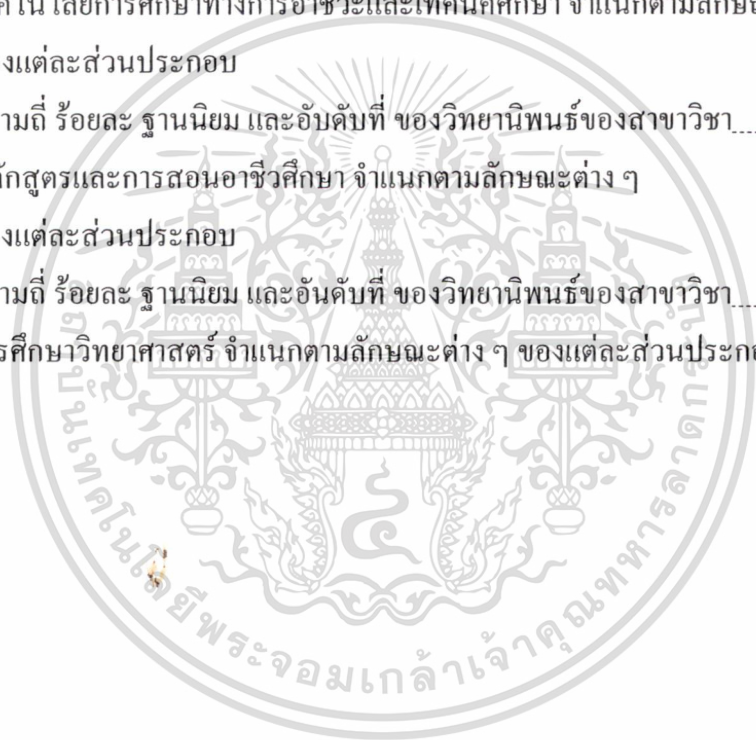 เลยีการศึกษาทางการอาชีวะและเทคนิคศึกษา จำแนกตามลักษณ
งแต่ละส่วนประกอบ
ามถี่ ร้อยละ ฐานนิยม และอับดับที่ ของวิทยานิพนธ์ของสาขาวิชา....
ักสูตรและการสอนอาชีวศึกษา จำแนกตามลักษณะต่าง ๆ
งแต่ละส่วนประกอบ
ามถี่ ร้อยละ ฐานนิยม และอันดับที่ ของวิทยานิพนธ์ของสาขาวิชา....
รศึกษาวิทยาศาสตร์ จำแนกตามลักษณะต่าง ๆ ของแต่ละส่วนประก
สถาบันเทคโนโลยีพระจอมเกล้าเจ้าคุณทหารลาดกระบัง